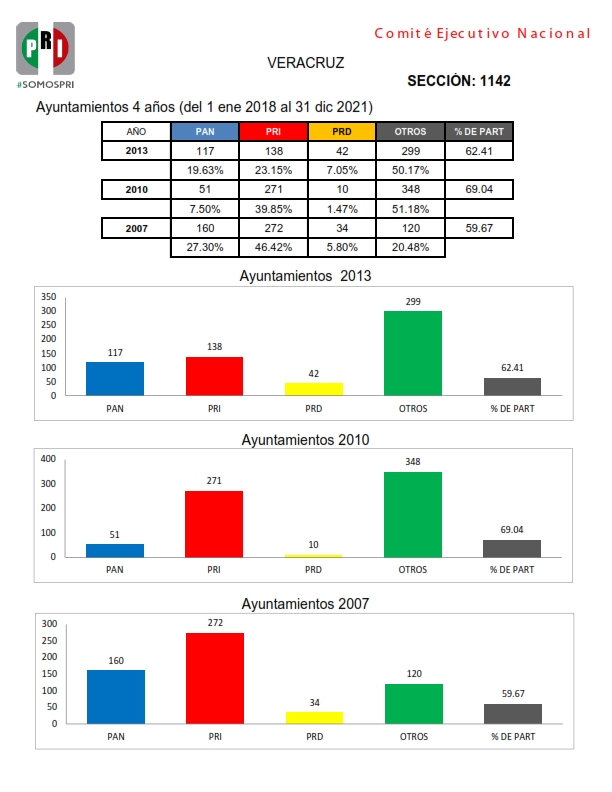 PRI
#SOMOSPRI
Comité Ejecutivo Nacional
VERACRUZ
SECCIÓN: 1142
Ayuntamientos 4 años (del 1 ene 2018 al 31 dic 2021)
AÑO PAN PRI PRD OTROS % DE PART
2013 117 138 42 299 62.41
19.63% 23.15% 7.05% 50.17%
2010 51 271 10 348 69.04
7.50% 39.85% 1.47% 51.18%
2007 160 272 34 120 59.67
27.30% 46.42% 5.80% 20.48%
Ayuntamientos 2013
350
300
250
200
150
100
50
0
117 138 42 299 62.41
PAN PRI PRD OTROS % DE PART
Ayuntamientos 2010
400
300
200
100
0
51 271 10 348 69.04
PAN PRI PRD OTROS % DE PART
Ayuntamientos 2007
300
250
200
150
100
50
0
160 272 34 120 59.67
PAN PRI PRD OTROS % DE PART